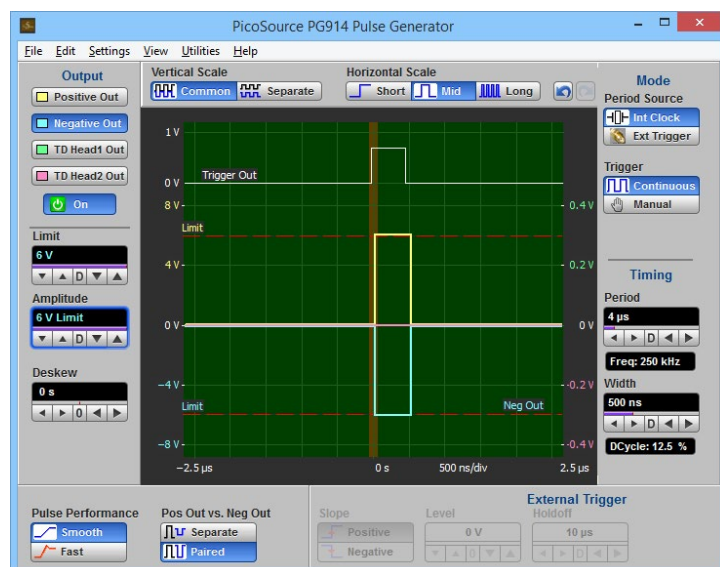 PicoSource PG914 Pulse Generator
File Edit Settings View Utilities Help
Output
Positive Out
Negative Out
TD Head1 Out
TD Head2 Out
On
Limit
6 V
D
Amplitude
6 V Limit
D
Deskew
0 s
0
Vertical Scale
Common
Separate
Horizontal Scale
Short
Mid
Long
1 V
0 V
Trigger Out
8 V
0.4 V
Limit
4 V
0.2 V
0 V
0 V
−4 V
-0.2 V
Limit
Neg Out
−8 V
-0.4 V
−2.5 µs
0 s
500 ns/div
2.5 µs
Mode
Period Source
Int Clock
Ext Trigger
Trigger
Continuous
Manual
Timing
Period
4 µs
D
Freq: 250 kHz
Width
500 ns
D
DCycle: 12.5 %
Pulse Performance
Smooth
Fast
Pos Out vs. Neg Out
Separate
Paired
External Trigger
Slope
Positive
Negative
Level
0 V
0
Holdoff
10 µs
D